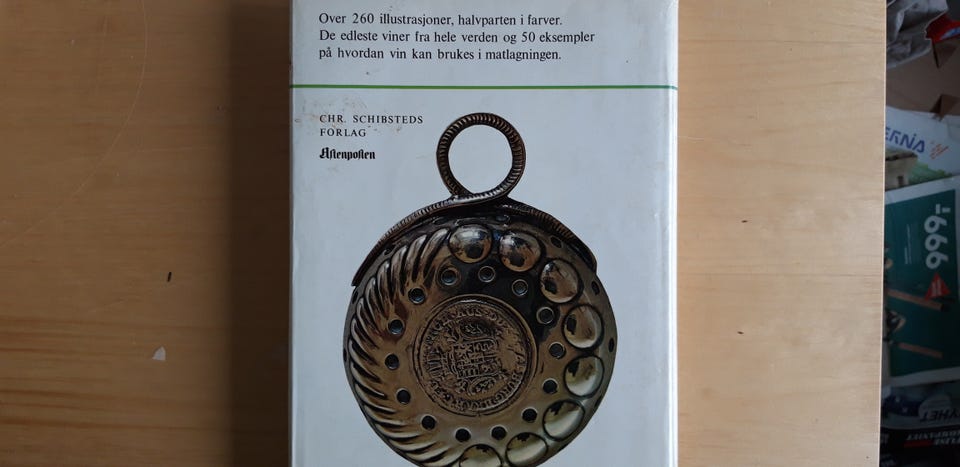 Over 260 illustrasjoner, halvparten i farver.
De edleste viner fra hele verden og 50 eksempler
på hvordan vin kan brukes i matlagningen.
CHR. SCHIBSTEDS
FORLAG
Aftenposten
999,-